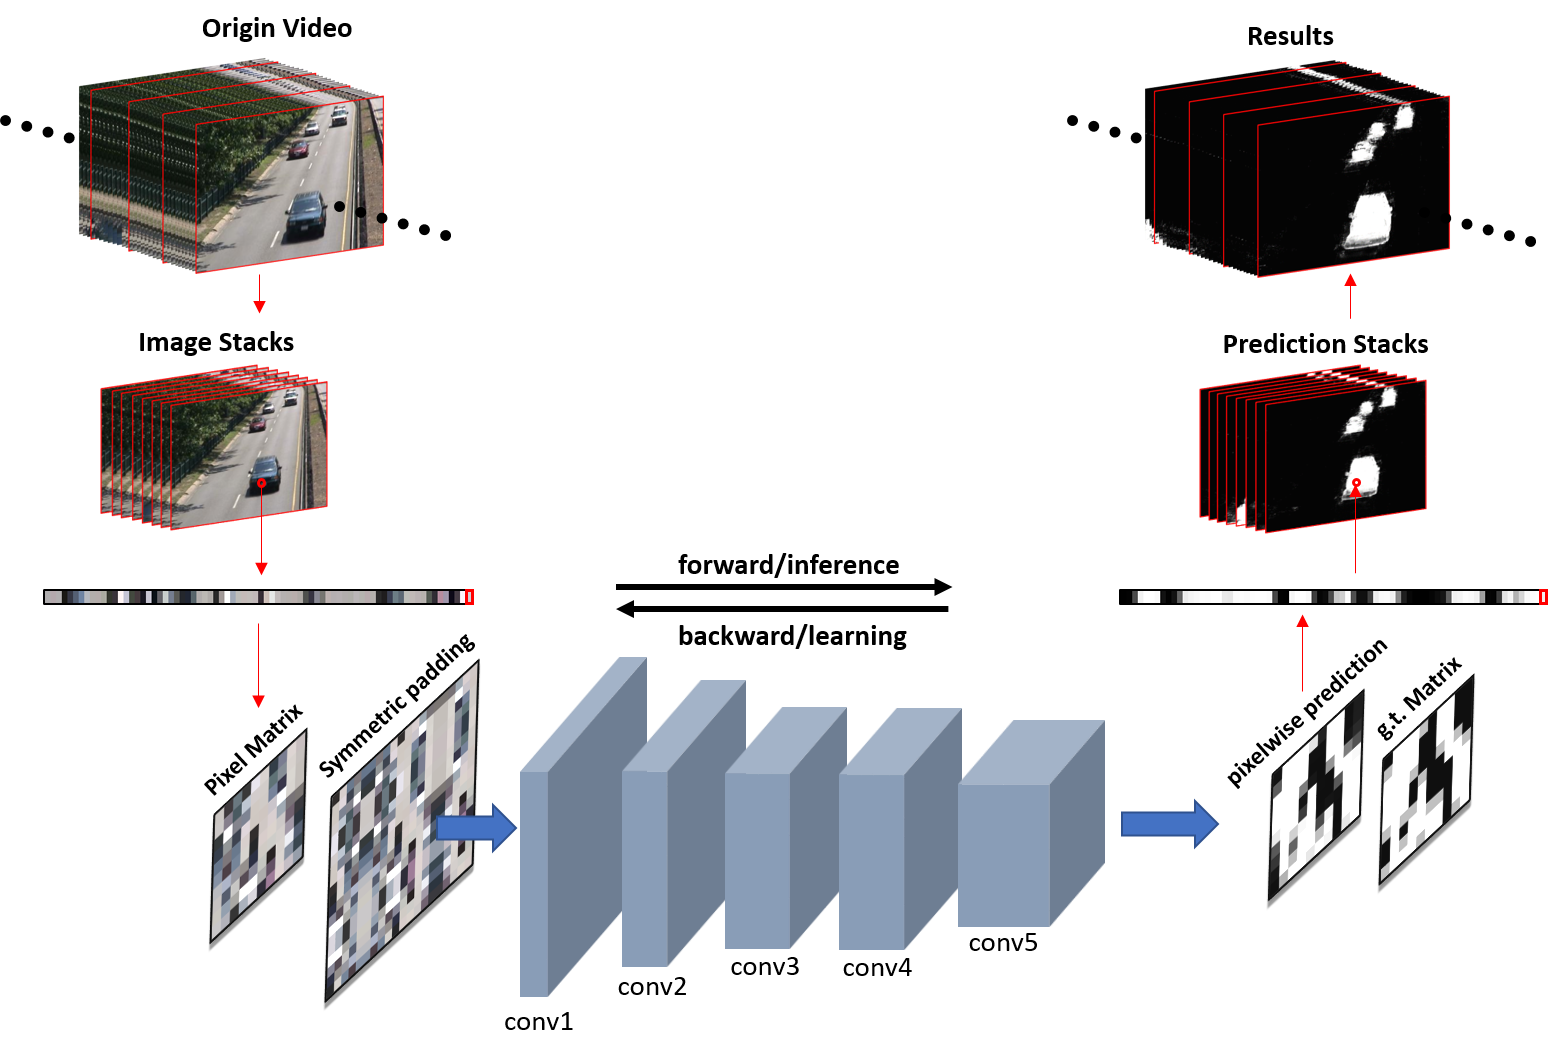 Origin Video
Results
Image Stacks
Prediction Stacks
forward/inference
backward/learning
Pixel Matrix
Symmetric padding
pixelwise prediction
g.t. Matrix
conv1
conv2
conv3
conv4
conv5